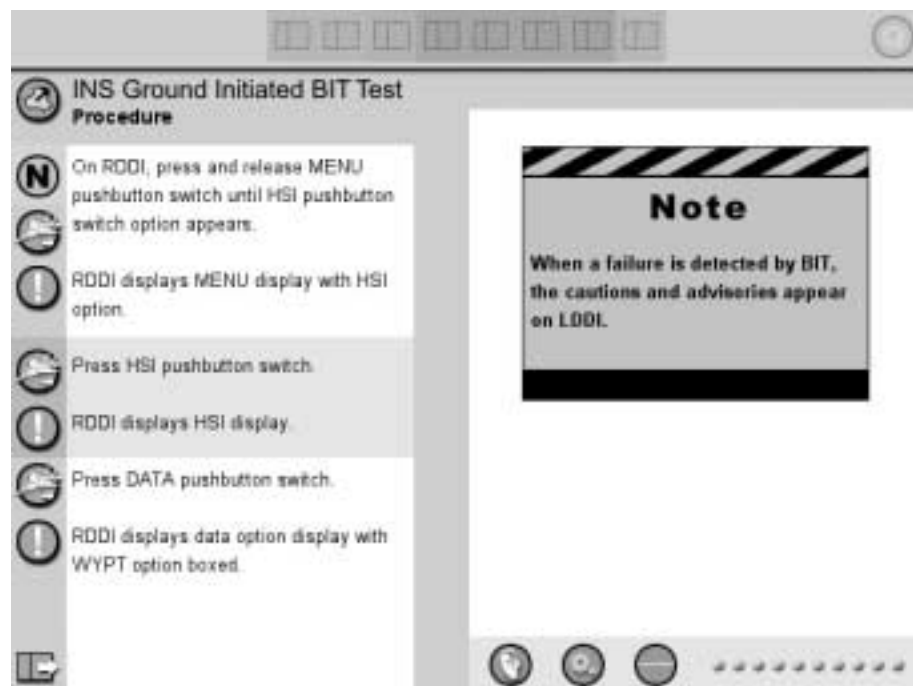 INS Ground Initiated BIT Test
Procedure
N
On RDDI, press and release MENU
pushbutton switch until HSI pushbutton
switch option appears.
RDDI displays MENU display with HSI
option.
Press HSI pushbutton switch.
RDDI displays HSI display.
Press DATA pushbutton switch.
RDDI displays data option display with
WYPT option boxed.
Note
When a failure is detected by BIT,
the cautions and advisories appear
on LDDI.